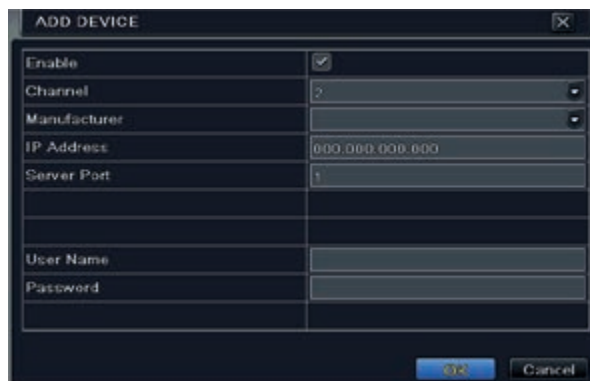 ADD DEVICE
Enable
Channel 2
Manufacturer
IP Address 000.000.000.000
Server Port 1
User Name
Password
OK Cancel